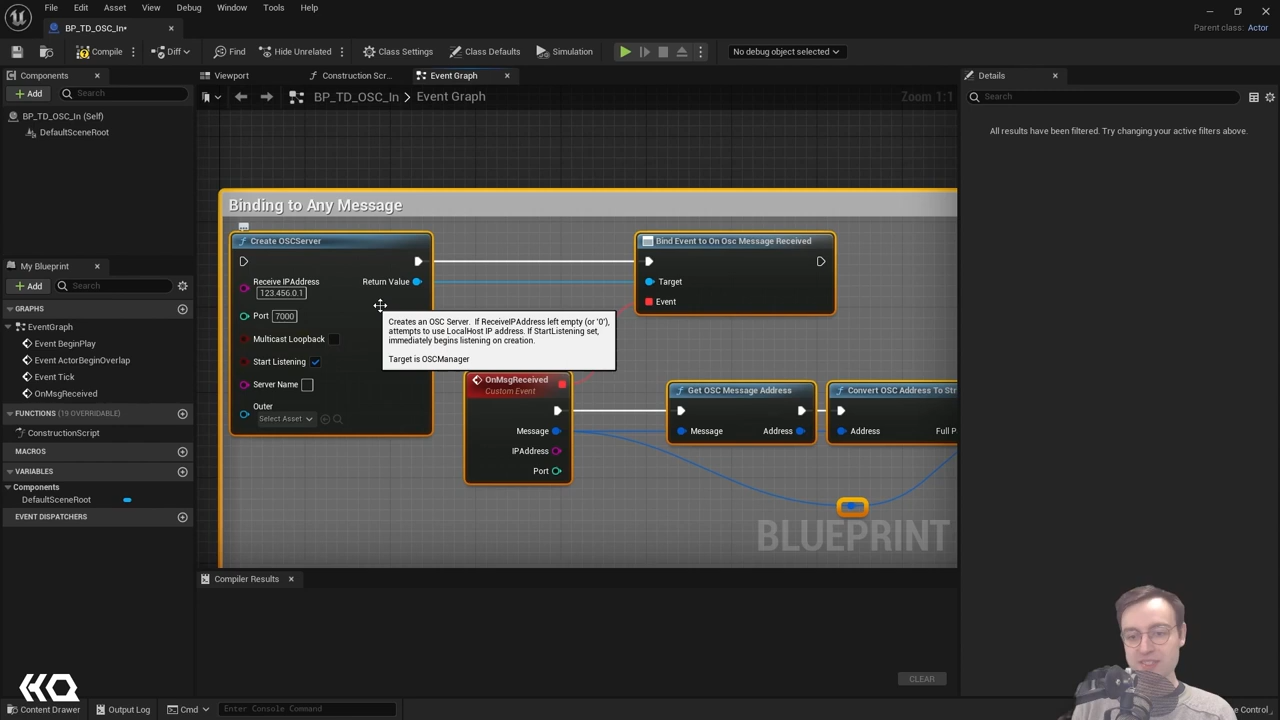 File Edit Asset View Debug Window Tools Help
BP_TD_OSC_In•
Parent class: Actor
Compile Diff Find Hide Unrelated Class Settings Class Defaults Simulation No debug object selected
Components
Viewport Construction Scr... Event Graph
Details
Add Search
BP_TD_OSC_In > Event Graph Zoom 1:1
Search
BP_TD_OSC_In (Self)
DefaultSceneRoot
All results have been filtered. Try changing your active filters above.
Binding to Any Message
Create OSCServer
Receive IPAddress
123.456.0.1
Return Value
Port 7000
Multicast Loopback
Start Listening
Server Name
Outer
Select Asset
Bind Event to On Osc Message Received
Target
Event
Creates an OSC Server. If ReceiveIPAddress left empty (or '0'),
attempts to use LocalHost IP address. If StartListening set,
immediately begins listening on creation.
Target is OSCManager
OnMsgReceived
Custom Event
Message
IPAddress
Port
Get OSC Message Address
Message Address
Convert OSC Address To Str
Address Full P
BLUEPRINT
My Blueprint
Add Search
GRAPHS
EventGraph
Event BeginPlay
Event ActorBeginOverlap
Event Tick
OnMsgReceived
FUNCTIONS (19 OVERRIDABLE)
ConstructionScript
MACROS
VARIABLES
Components
DefaultSceneRoot
EVENT DISPATCHERS
Compiler Results
CLEAR
Content Drawer Output Log Cmd Enter Console Command
Control